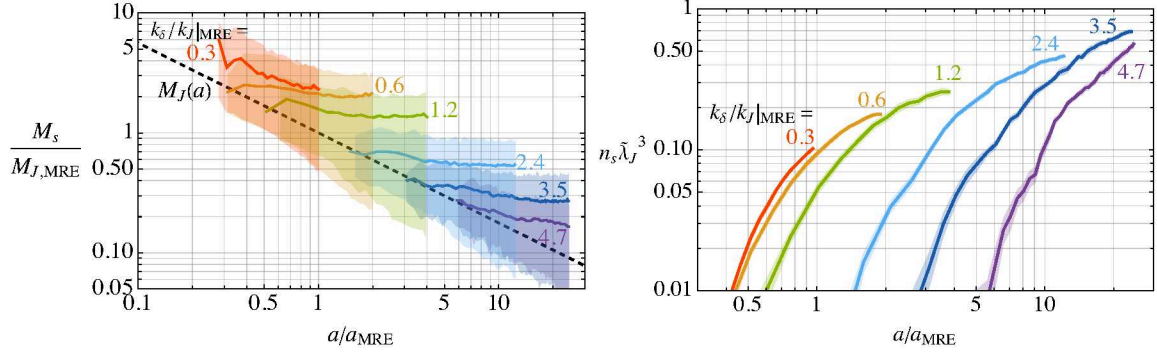 10
5
1
0.50
0.10
0.05
M_s
M_{J,MRE}
k_δ/k_J|_MRE =
0.3
M_J(a)
0.6
1.2
2.4
3.5
4.7
0.1 0.5 1 5 10
a/a_MRE
1
0.50
0.10
0.05
0.01
n_s λ̃_J^3
k_δ/k_J|_MRE =
0.3
0.6
1.2
2.4
3.5
4.7
0.5 1 5 10
a/a_MRE